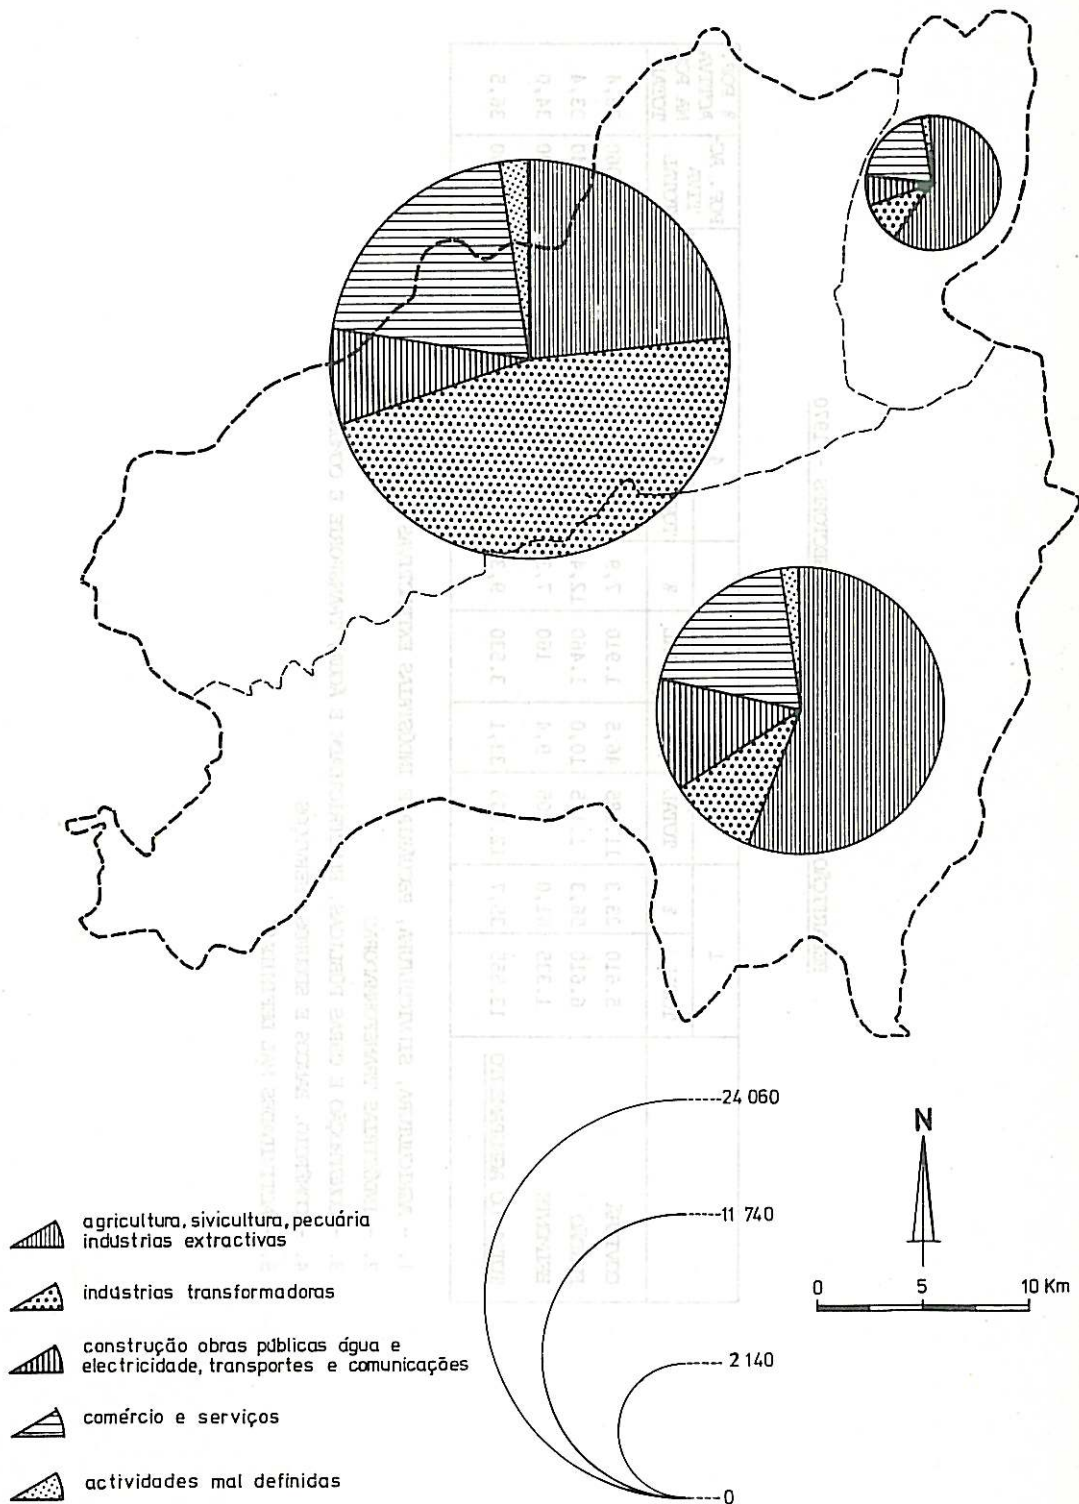 24 060
11 740
2 140
0
N
0 5 10 Km
agricultura, sivicultura, pecuária
industrias extractivas
indústrias transformadoras
construção obras públicas água e
electricidade, transportes e comunicações
comércio e serviços
actividades mal definidas